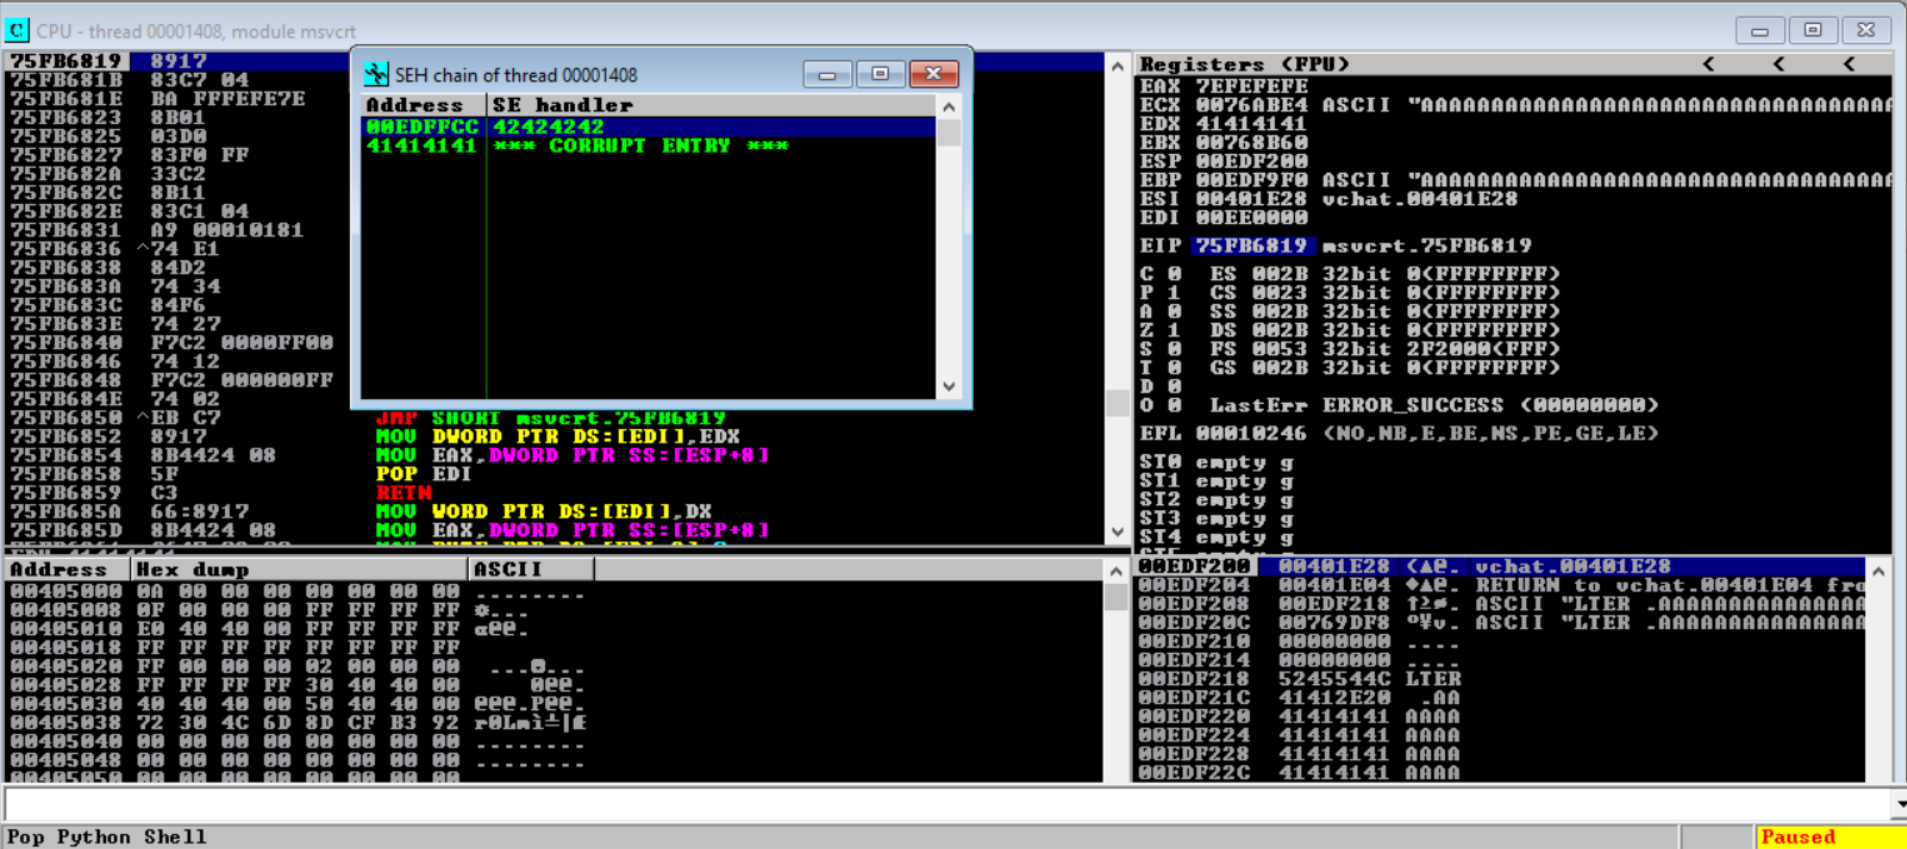 CPU - thread 00001408, module msvcrt
75FB6819 8917
75FB681B 83C7 04
75FB681E BA FFFEFE7E
75FB6823 8B01
75FB6825 03D0
75FB6827 83F0 FF
75FB682A 33C2
75FB682C 8B11
75FB682E 83C1 04
75FB6831 A9 00010181
75FB6836 ^74 E1
75FB6838 84D2
75FB683A 74 34
75FB683C 84F6
75FB683E 74 27
75FB6840 F7C2 0000FF00
75FB6846 74 12
75FB6848 F7C2 000000FF
75FB684E 74 02
75FB6850 ^EB C7 JMP SHORT msvcrt.75FB6819
75FB6852 8917 MOV DWORD PTR DS:[EDI],EDX
75FB6854 8B4424 08 MOV EAX,DWORD PTR SS:[ESP+8]
75FB6858 5F POP EDI
75FB6859 C3 RETN
75FB685A 66:8917 MOV WORD PTR DS:[EDI],DX
75FB685D 8B4424 08 MOV EAX,DWORD PTR SS:[ESP+8]
SEH chain of thread 00001408
Address SE handler
00EDFFCC 42424242
41414141 *** CORRUPT ENTRY ***
Registers (FPU) < < <
EAX 7EFEFEFE
ECX 0076ABE4 ASCII "AAAAAAAAAAAAAAAAAAAAAAAAAAAAAAAAAA
EDX 41414141
EBX 00768B60
ESP 00EDF200
EBP 00EDF9F0 ASCII "AAAAAAAAAAAAAAAAAAAAAAAAAAAAAAAAAA
ESI 00401E28 vchat.00401E28
EDI 00EE0000
EIP 75FB6819 msvcrt.75FB6819
C 0 ES 002B 32bit 0(FFFFFFFF)
P 1 CS 0023 32bit 0(FFFFFFFF)
A 0 SS 002B 32bit 0(FFFFFFFF)
Z 1 DS 002B 32bit 0(FFFFFFFF)
S 0 FS 0053 32bit 2F2000(FFF)
T 0 GS 002B 32bit 0(FFFFFFFF)
D 0
O 0 LastErr ERROR_SUCCESS (00000000)
EFL 00010246 (NO,NB,E,BE,NS,PE,GE,LE)
ST0 empty g
ST1 empty g
ST2 empty g
ST3 empty g
ST4 empty g
Address Hex dump ASCII
00405000 0A 00 00 00 00 00 00 00 ........
00405008 0F 00 00 00 FF FF FF FF ☼...
00405010 E0 40 40 00 FF FF FF FF α@@.
00405018 FF FF FF FF FF FF FF FF
00405020 FF 00 00 00 02 00 00 00 ...☻...
00405028 FF FF FF FF 30 40 40 00 0@@.
00405030 40 40 40 00 50 40 40 00 @@@.P@@.
00405038 72 30 4C 6D 8D CF B3 92 r0Lmì╧│Æ
00405040 00 00 00 00 00 00 00 00 ........
00405048 00 00 00 00 00 00 00 00 ........
00405050 00 00 00 00 00 00 00 00
00EDF200 00401E28 (▲@. vchat.00401E28
00EDF204 00401E04 ♦▲@. RETURN to vchat.00401E04 fro
00EDF208 00EDF218 ↑≥φ. ASCII "LTER .AAAAAAAAAAAAAAA
00EDF20C 00769DF8 °¥v. ASCII "LTER .AAAAAAAAAAAAAAA
00EDF210 00000000 ....
00EDF214 00000000 ....
00EDF218 5245544C LTER
00EDF21C 41412E20 .AA
00EDF220 41414141 AAAA
00EDF224 41414141 AAAA
00EDF228 41414141 AAAA
00EDF22C 41414141 AAAA
Pop Python Shell
Paused